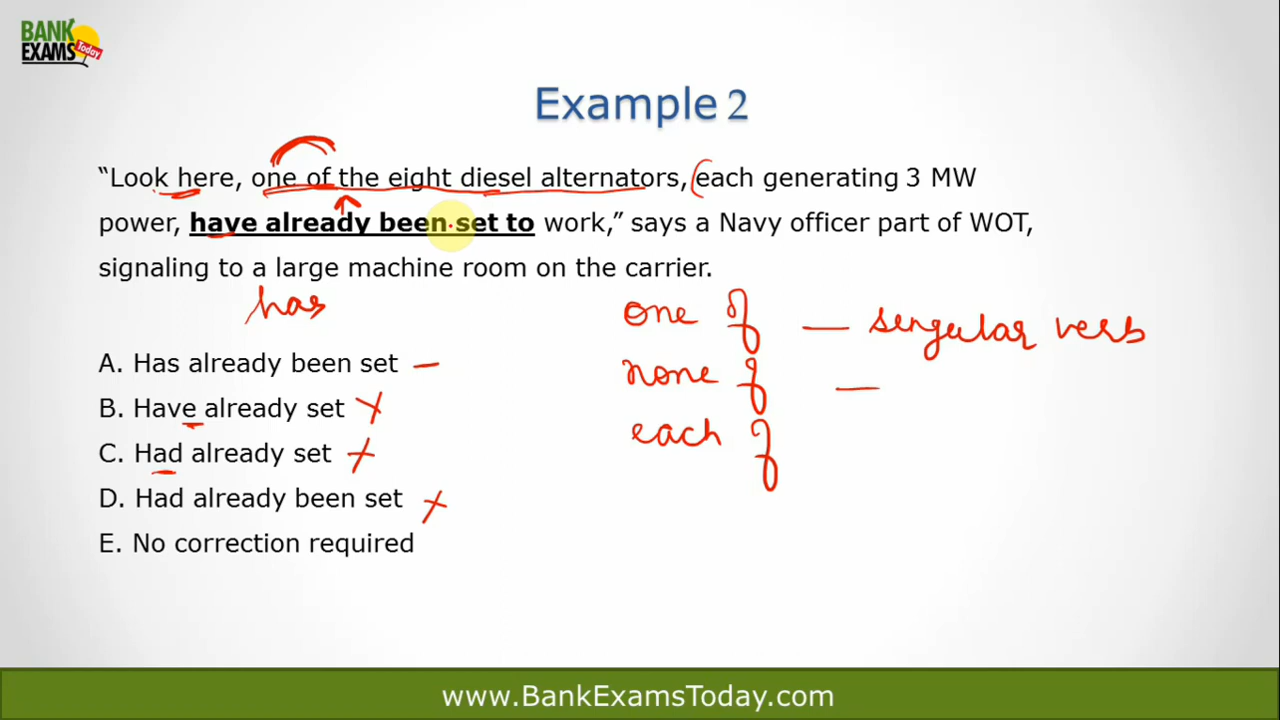 BANK
EXAMS Today
Example 2
“Look here, one of the eight diesel alternators, each generating 3 MW
power, have already been set to work,” says a Navy officer part of WOT,
signaling to a large machine room on the carrier.
has
A. Has already been set –
B. Have already set ×
C. Had already set ×
D. Had already been set ×
E. No correction required
one of — singular verb
none of —
each of
www.BankExamsToday.com